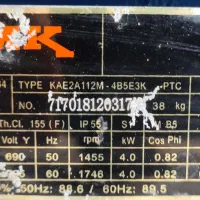 K
TYPE KAE2A112M-4B5E3K -PTC
NO. 38 kg
Th.Cl. 155 (F) IP 55 B5
Volt Y Hz rpm kW Cos Phi
690 50 1455 4.0 0.82
60 1746 4.0 0.82
50Hz: 88.6 / 60Hz: 89.5